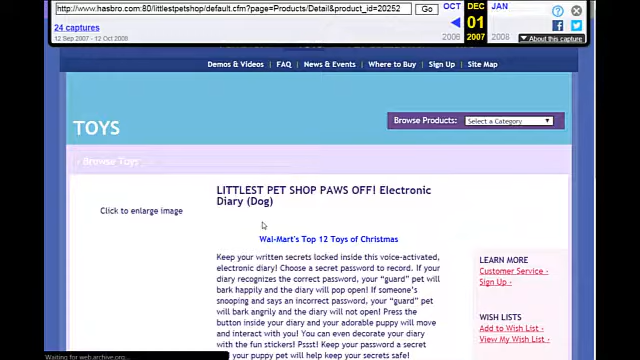 http://www.hasbro.com:80/littlestpetshop/default.cfm?page=Products/Detail&product_id=20252 Go OCT DEC JAN
24 captures 01
12 Sep 2007 - 12 Oct 2008 2006 2007 2008 About this capture
Demos & Videos | FAQ | News & Events | Where to Buy | Sign Up | Site Map
TOYS Browse Products: Select a Category
‹ Browse Toys
LITTLEST PET SHOP PAWS OFF! Electronic
Diary (Dog)
Click to enlarge image
Wal-Mart's Top 12 Toys of Christmas
Keep your written secrets locked inside this voice-activated,
electronic diary! Choose a secret password to record. If your
diary recognizes the correct password, your "guard" pet will
bark happily and the diary will pop open! If someone's
snooping and says an incorrect password, your "guard" pet
will bark angrily and the diary will not open! Press the
button inside your diary and your adorable puppy will move
and interact with you! You can even decorate your diary
with the fun stickers! Pssst! Keep your password a secret
and your puppy pet will help keep your secrets safe!
LEARN MORE
Customer Service ›
Sign Up ›
WISH LISTS
Add to Wish List ›
View My Wish List ›
Waiting for web.archive.org...